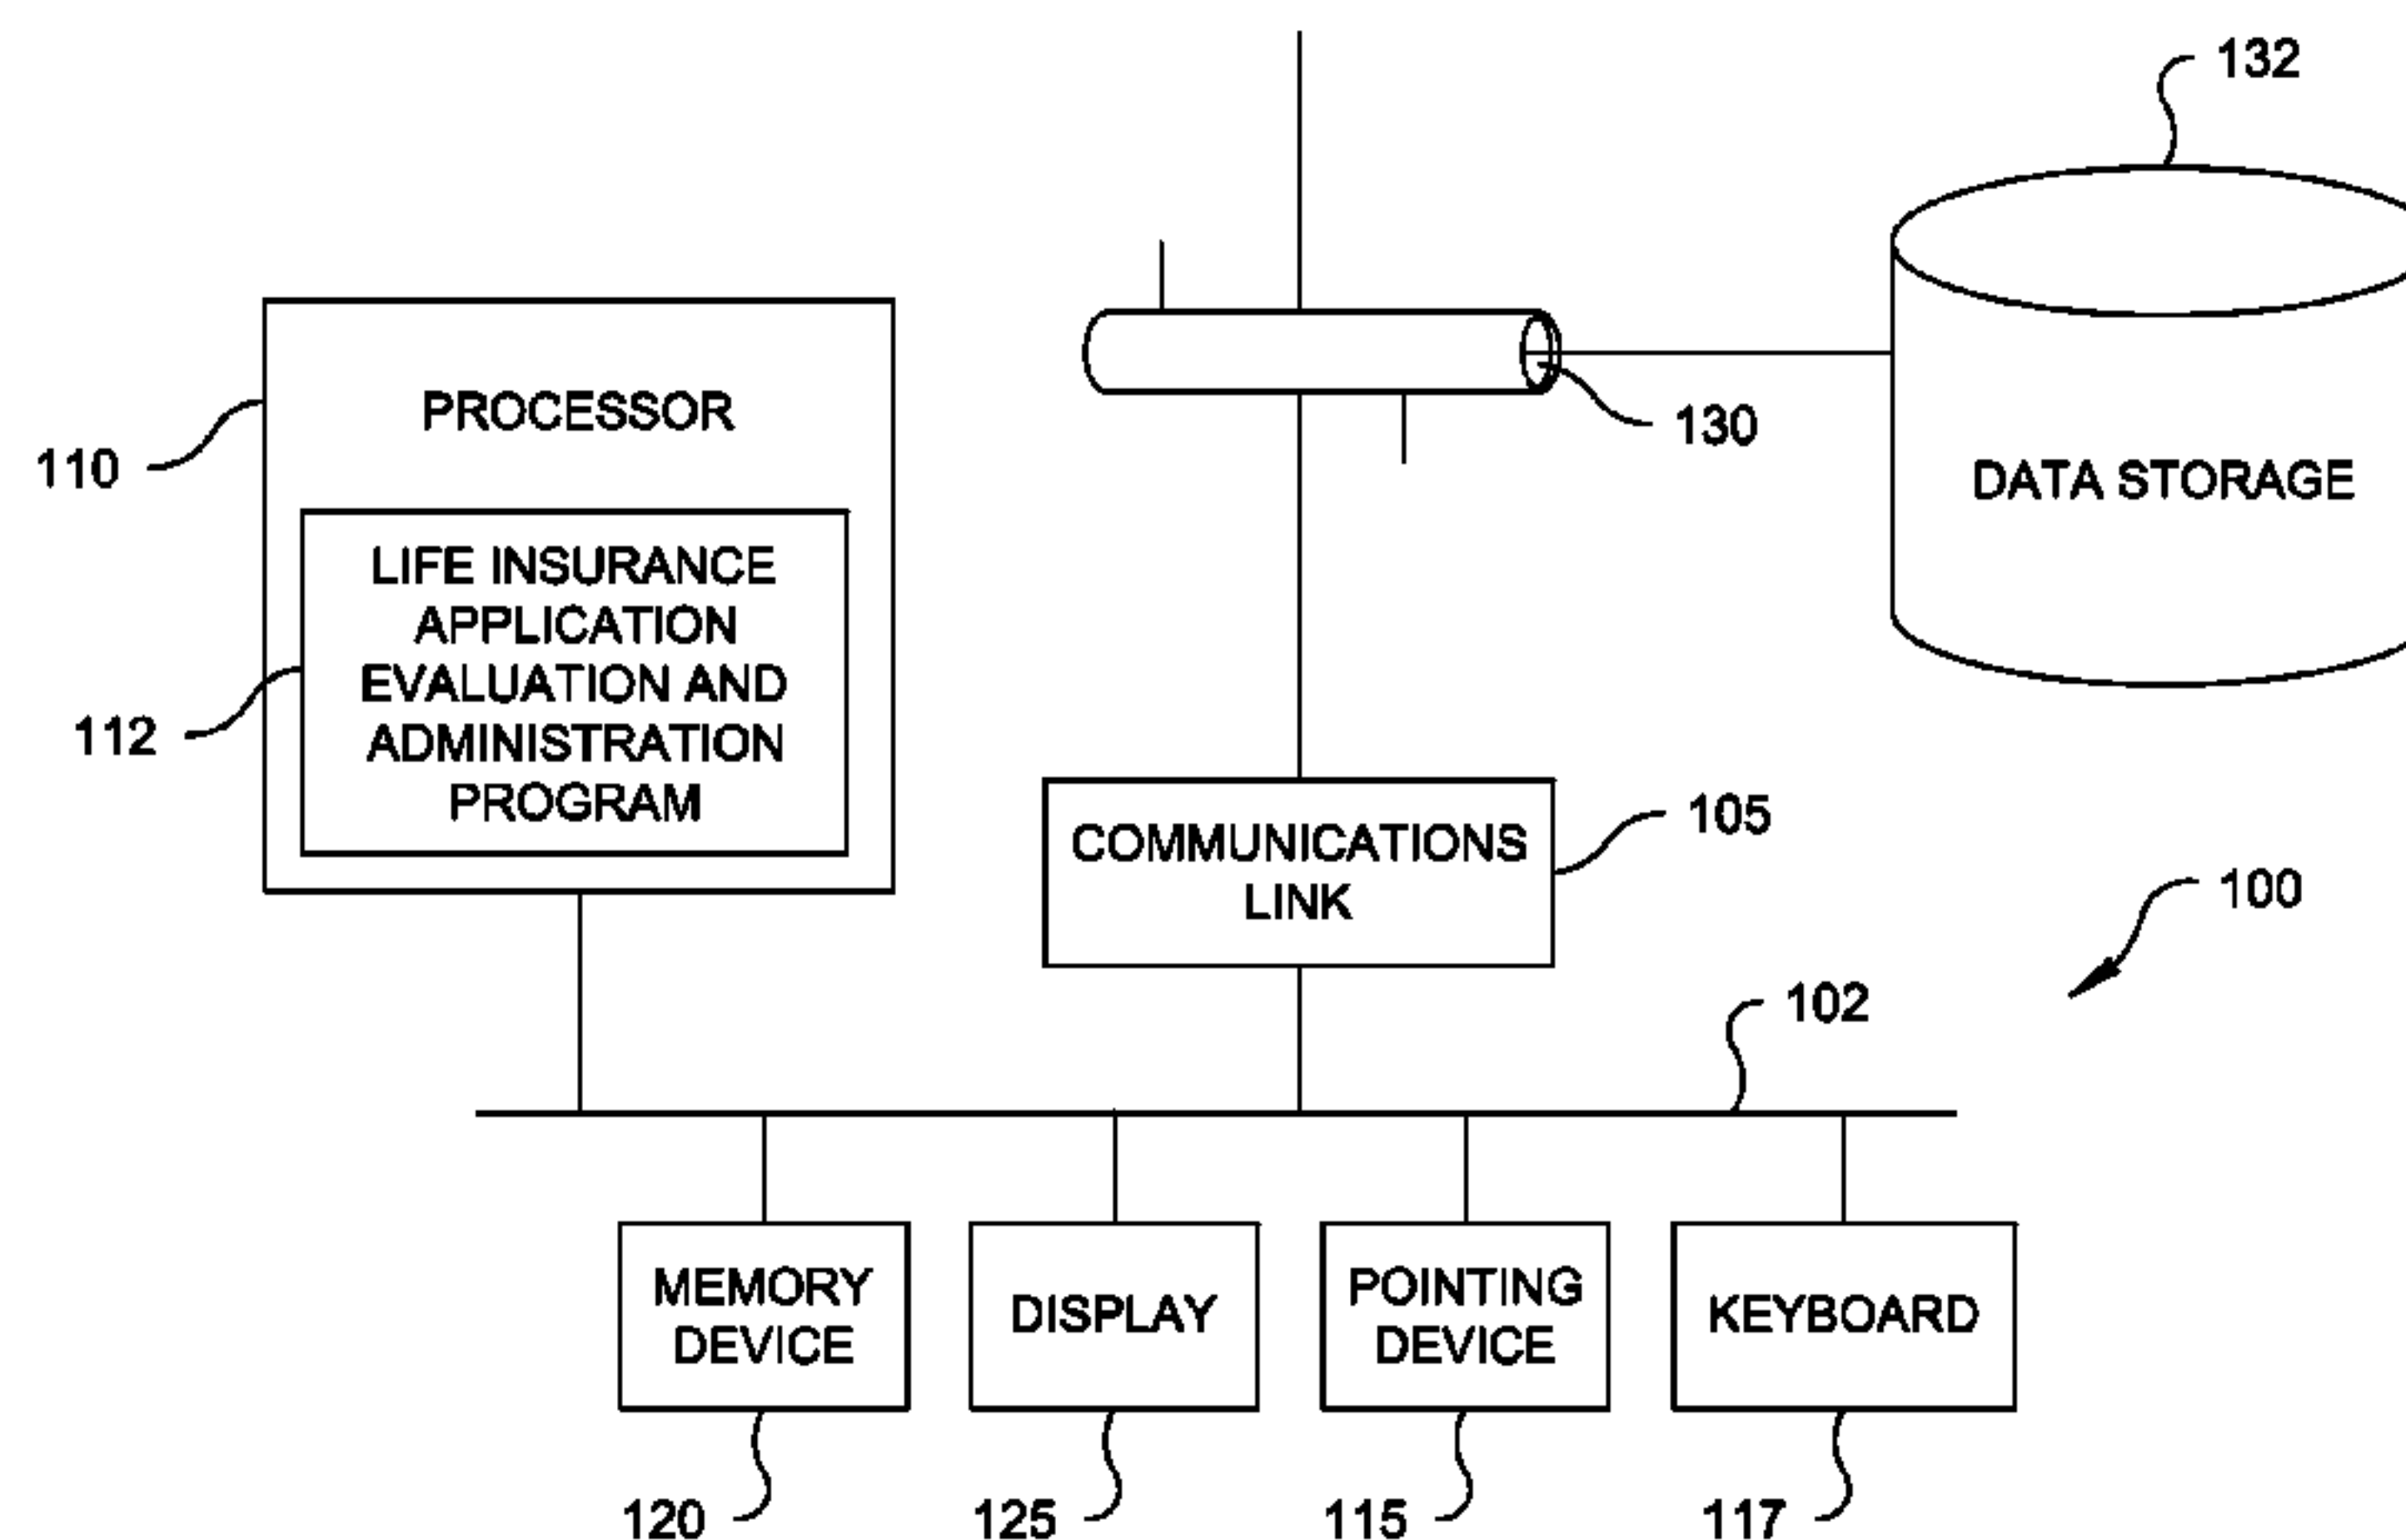 132
130
DATA STORAGE
PROCESSOR
110
LIFE INSURANCE
APPLICATION
EVALUATION AND
ADMINISTRATION
PROGRAM
112
COMMUNICATIONS
LINK
105
100
102
MEMORY
DEVICE
DISPLAY
POINTING
DEVICE
KEYBOARD
120
125
115
117